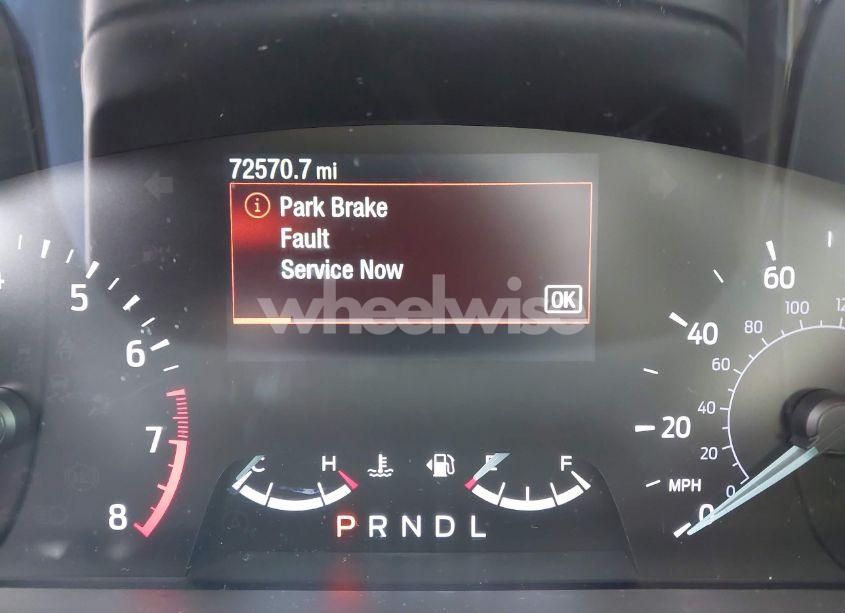 72570.7 mi
Park Brake
Fault
Service Now
OK
wheelwise
5
6
7
8
60
40
20
0
MPH
100
80
60
40
20
0
C H
E F
P R N D L